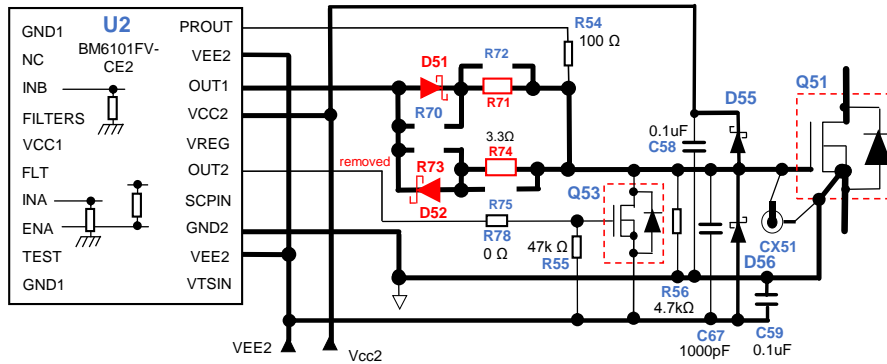 U2
BM6101FV-
CE2
GND1
NC
INB
FILTERS
VCC1
FLT
INA
ENA
TEST
GND1
PROUT
VEE2
OUT1
VCC2
VREG
OUT2
SCPIN
GND2
VEE2
VTSIN
R54
100 Ω
D51
R72
R71
R70
3.3Ω
R74
R73
D52
removed
R75
R78
0 Ω
47k Ω
R55
Q53
0.1uF
C58
D55
Q51
CX51
D56
R56
4.7kΩ
C67
1000pF
C59
0.1uF
VEE2
Vcc2